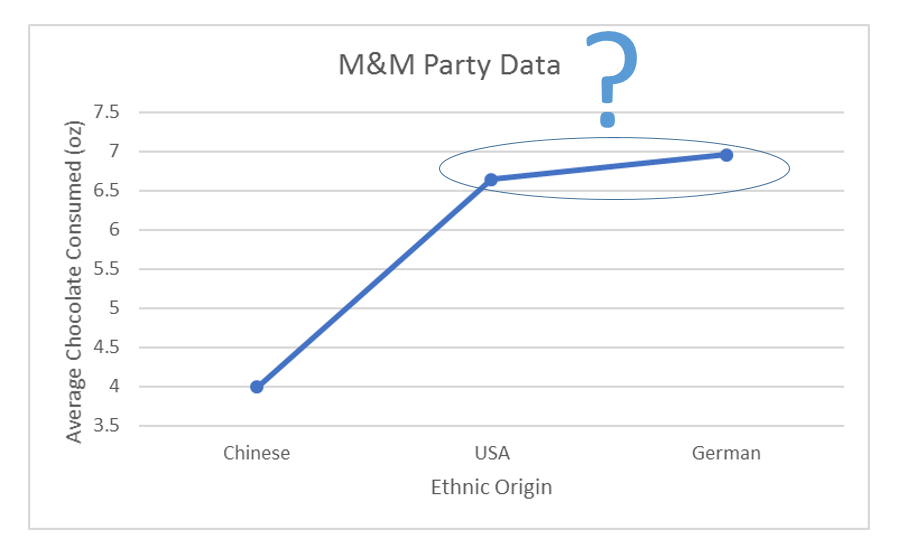 M&M Party Data
?
Average Chocolate Consumed (oz)
7.5
7
6.5
6
5.5
5
4.5
4
3.5
Chinese USA German
Ethnic Origin